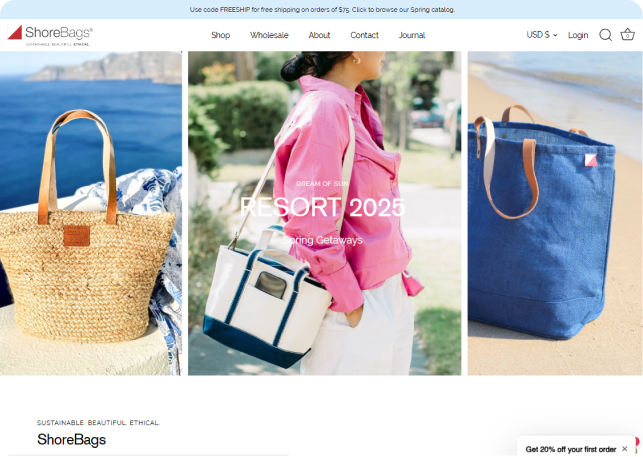 Use code FREESHIP for free shipping on orders of $75. Click to browse our Spring catalog.
ShoreBags®
SUSTAINABLE. BEAUTIFUL. ETHICAL.
Shop Wholesale About Contact Journal
USD $ Login
0
DREAM OF SUN
RESORT 2025
Spring Getaways
SUSTAINABLE. BEAUTIFUL. ETHICAL.
ShoreBags
Get 20% off your first order ×